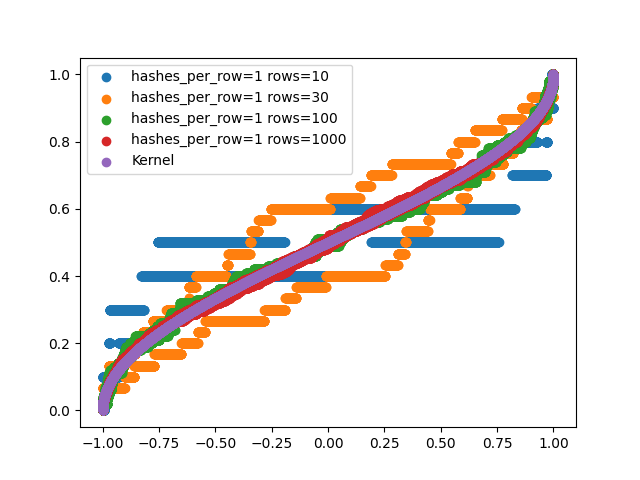 hashes_per_row=1 rows=10
hashes_per_row=1 rows=30
hashes_per_row=1 rows=100
hashes_per_row=1 rows=1000
Kernel
1.0
0.8
0.6
0.4
0.2
0.0
−1.00 −0.75 −0.50 −0.25 0.00 0.25 0.50 0.75 1.00